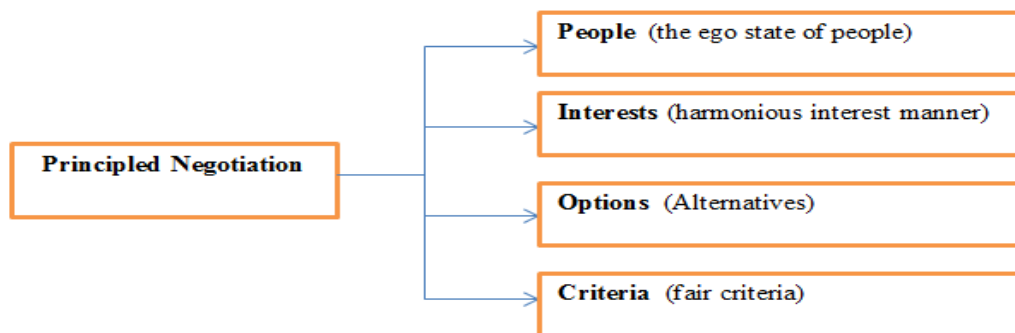 People (the ego state of people)
Interests (harmonious interest manner)
Principled Negotiation
Options (Alternatives)
Criteria (fair criteria)